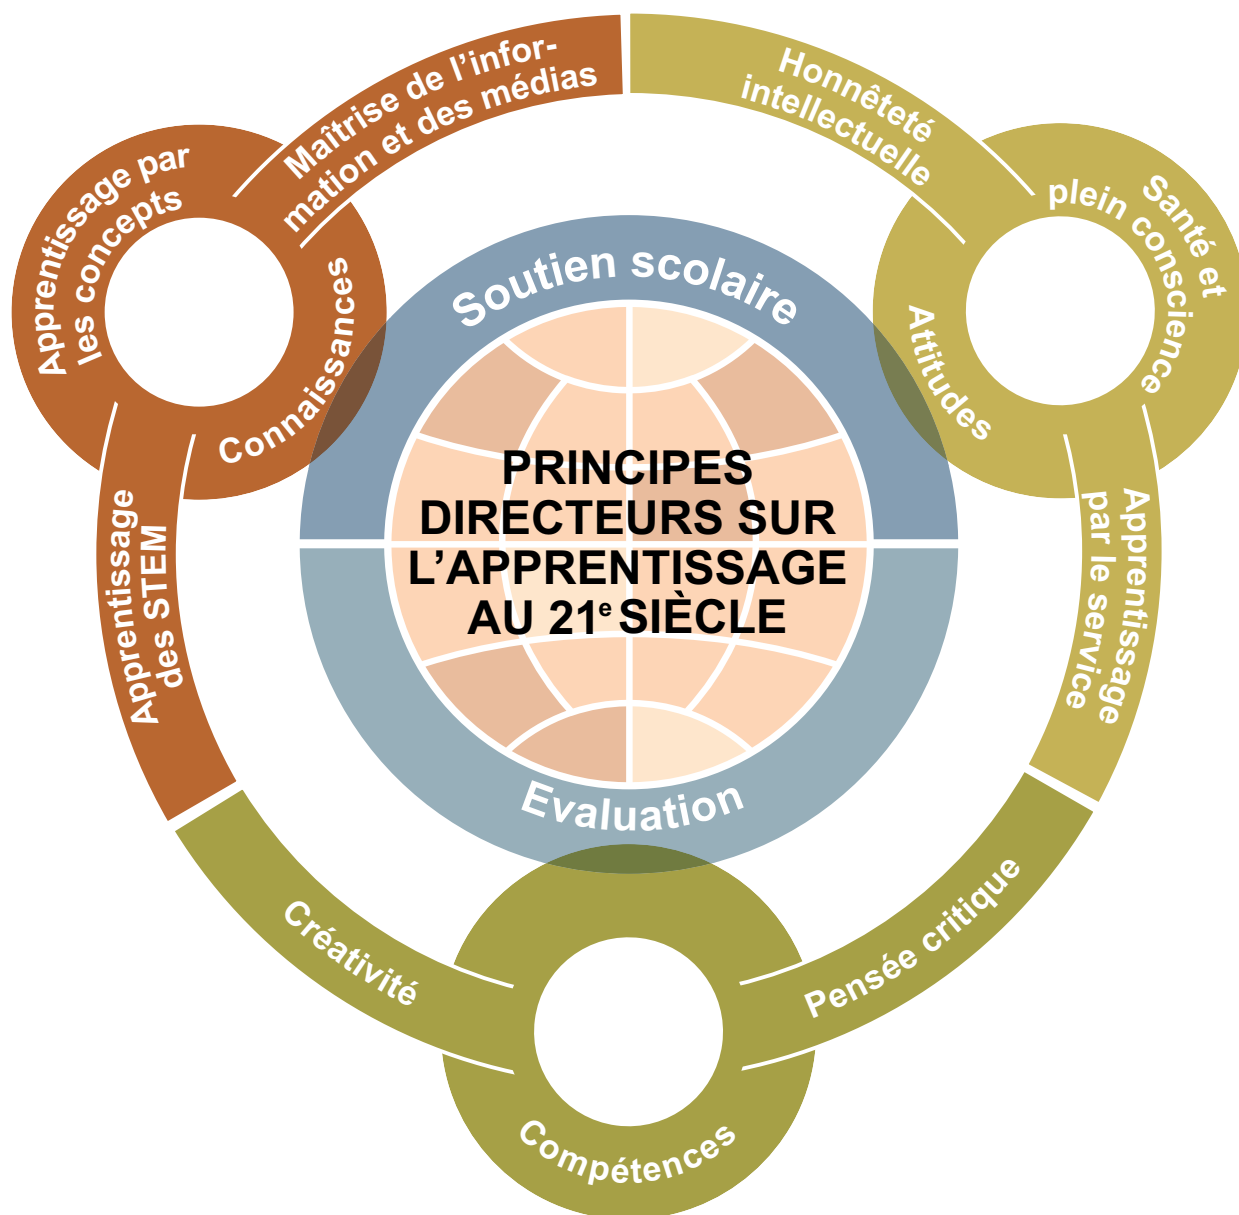 Maîtrise de l'infor-
mation et des médias
Honnêteté
intellectuelle
Apprentissage par
les concepts
Connaissances
Santé et
plein conscience
Attitudes
Soutien scolaire
PRINCIPES
DIRECTEURS SUR
L'APPRENTISSAGE
AU 21e SIÈCLE
Evaluation
Apprentissage
des STEM
Apprentissage
par le service
Créativité
Pensée critique
Compétences